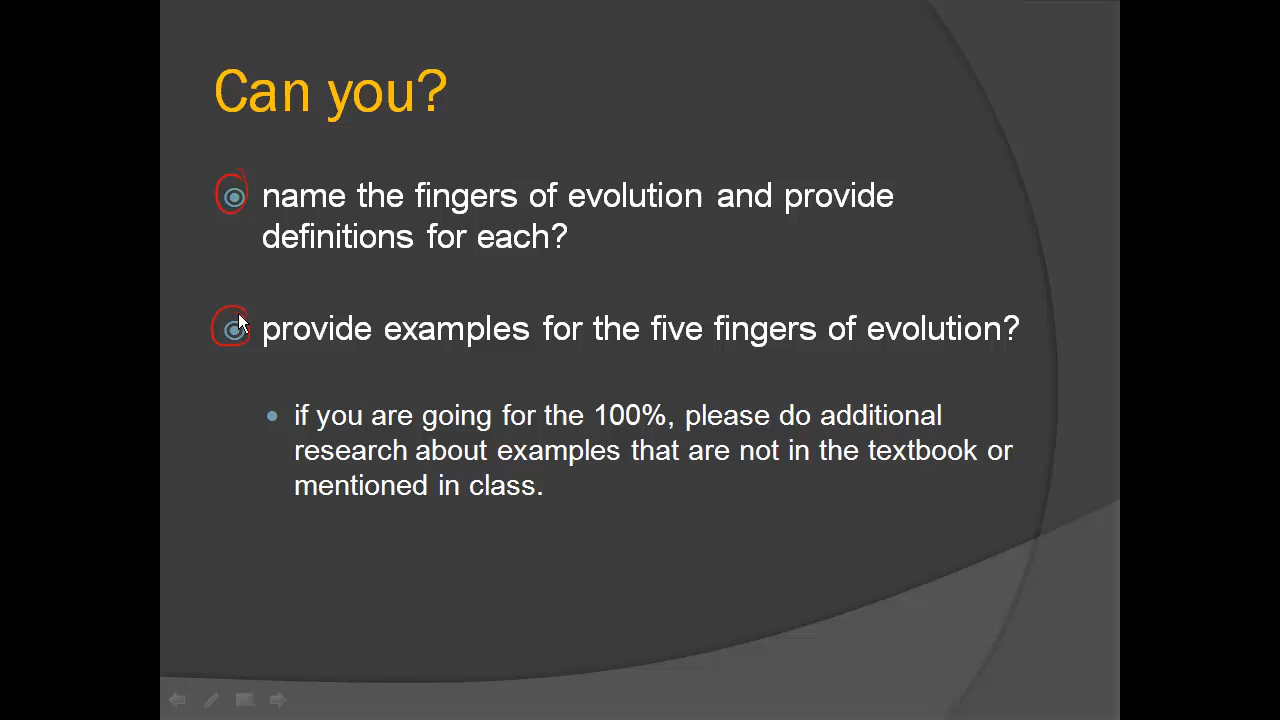 Can you?
name the fingers of evolution and provide
definitions for each?
provide examples for the five fingers of evolution?
if you are going for the 100%, please do additional
research about examples that are not in the textbook or
mentioned in class.